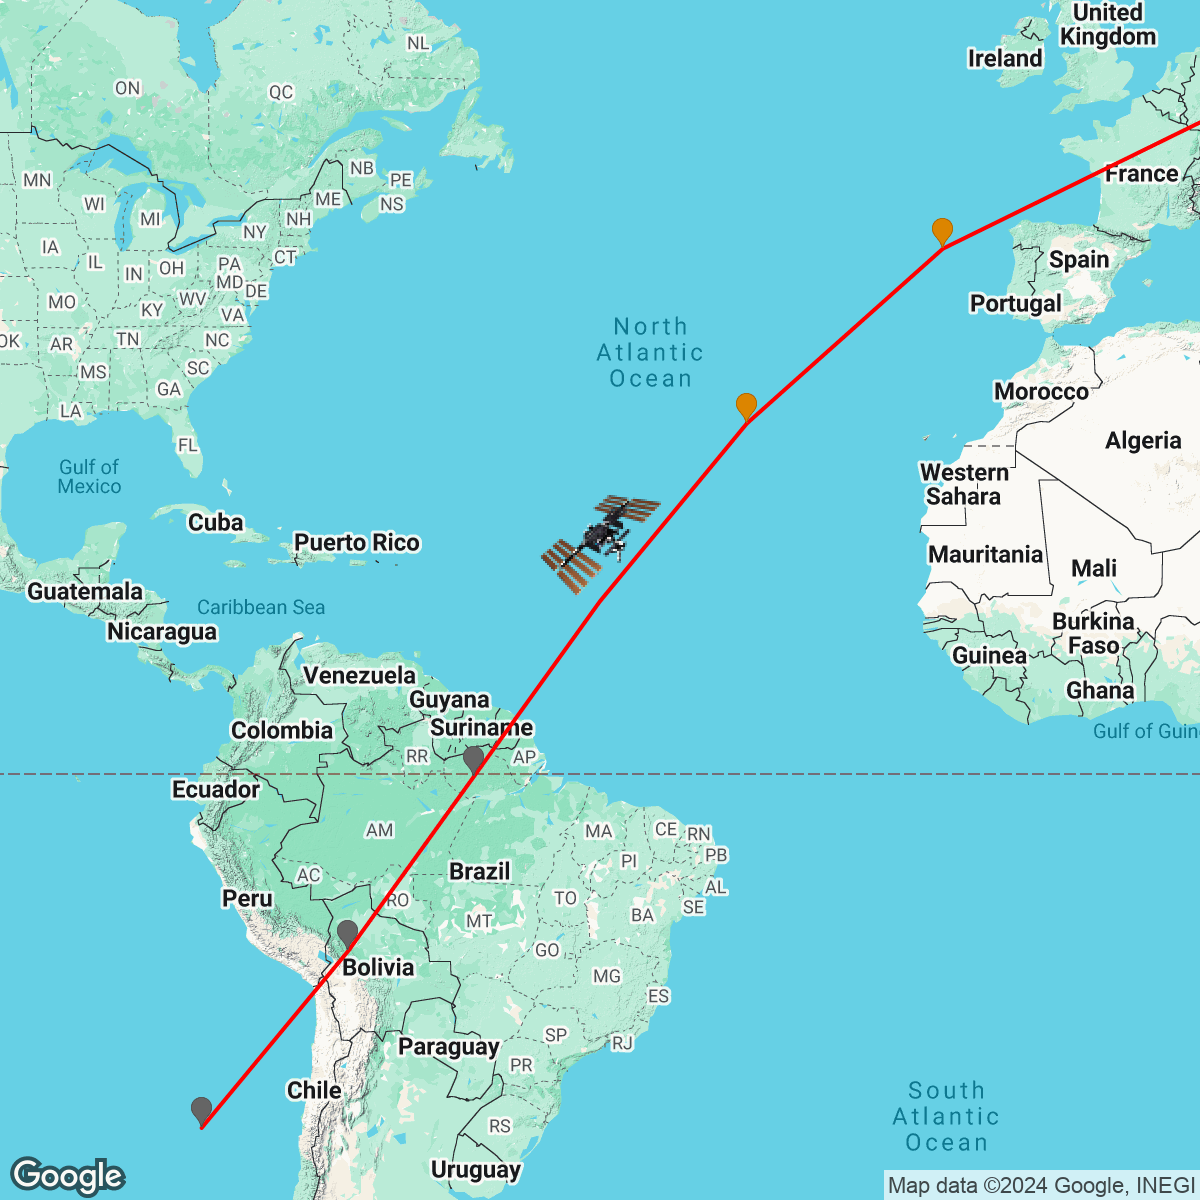 United
Kingdom
Ireland
NL
ON
QC
France
NB
PE
MN
ME
NS
WI
MI
NH
NY
IA
CT
Spain
IL
PA
OH
IN
MD
DE
MO
WV
Portugal
KY
VA
North
Atlantic
Ocean
OK
AR
TN
NC
MS
SC
GA
Morocco
LA
FL
Algeria
Gulf of
Mexico
Western
Sahara
Cuba
Puerto Rico
Mauritania
Mali
Guatemala
Caribbean Sea
Burkina
Faso
Nicaragua
Guinea
Venezuela
Ghana
Guyana
Colombia
Suriname
Gulf of Guin
RR
AP
Ecuador
AM
MA
CE
RN
PB
PI
Brazil
AC
AL
Peru
RO
TO
SE
BA
MT
GO
Bolivia
MG
ES
SP
RJ
Paraguay
PR
Chile
South
Atlantic
Ocean
RS
Uruguay
Google
Map data ©2024 Google, INEGI